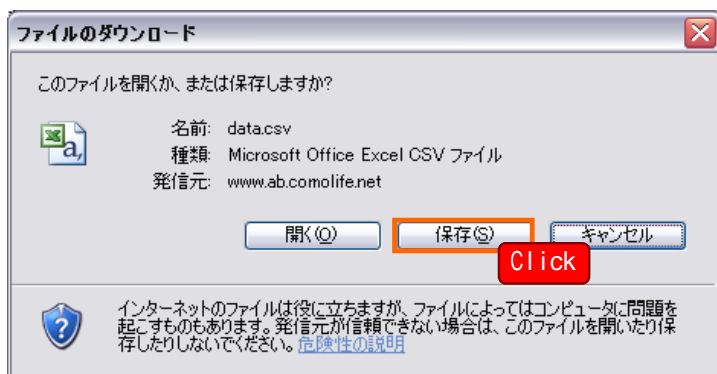 ファイルのダウンロード
このファイルを開くか、または保存しますか?
名前: data.csv
種類: Microsoft Office Excel CSV ファイル
発信元: www.ab.comolife.net
開く(O) 保存(S) キャンセル
Click
インターネットのファイルは役に立ちますが、ファイルによってはコンピュータに問題を
起こすものもあります。発信元が信頼できない場合は、このファイルを開いたり保
存したりしないでください。危険性の説明